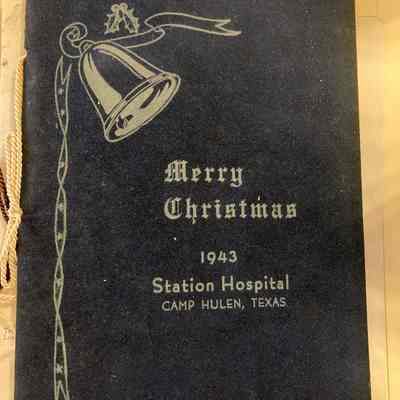 Merry
Christmas
1943
Station Hospital
CAMP HULEN, TEXAS